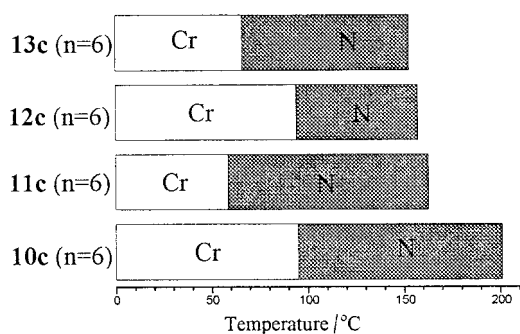 13c (n=6) Cr N
12c (n=6) Cr N
11c (n=6) Cr N
10c (n=6) Cr N
0 50 100 150 200
Temperature /°C